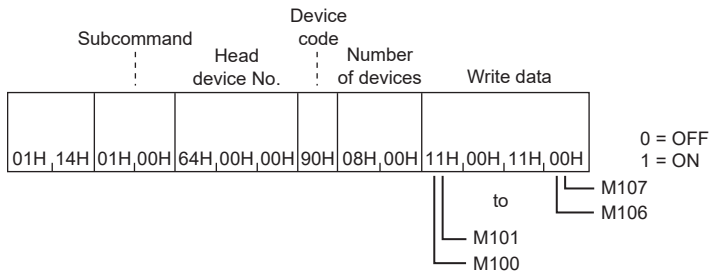 Subcommand
Device
code
Head
device No.
Number
of devices
Write data
01H 14H 01H 00H 64H 00H 00H 90H 08H 00H 11H 00H 11H 00H
0 = OFF
1 = ON
to
M107
M106
M101
M100